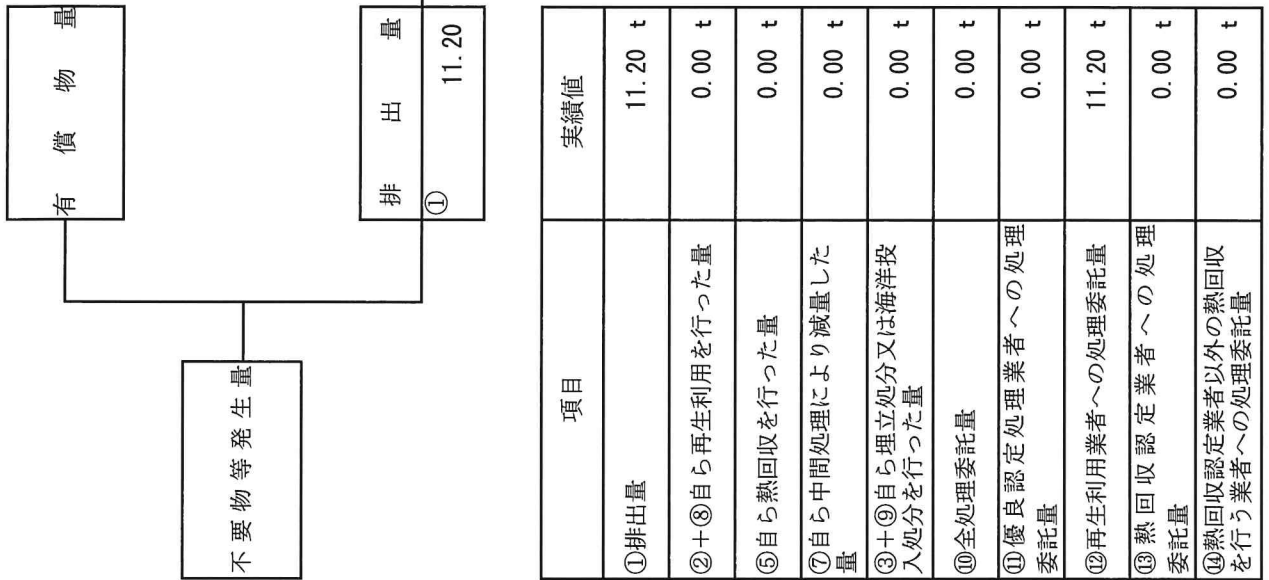 有償物量
排出量
① 11.20
不要物等発生量
項目 実績値
①排出量 11.20 t
②+⑧自ら再生利用を行った量 0.00 t
⑤自ら熱回収を行った量 0.00 t
⑦自ら中間処理により減量した
量 0.00 t
③+⑨自ら埋立処分又は海洋投
入処分を行った量 0.00 t
⑩全処理委託量 0.00 t
⑪優良認定処理業者への処理
委託量 0.00 t
⑫再生利用業者への処理委託量 11.20 t
⑬熱回収認定業者への処理
委託量 0.00 t
⑭熱回収認定業者以外の熱回収
を行う業者への処理委託量 0.00 t